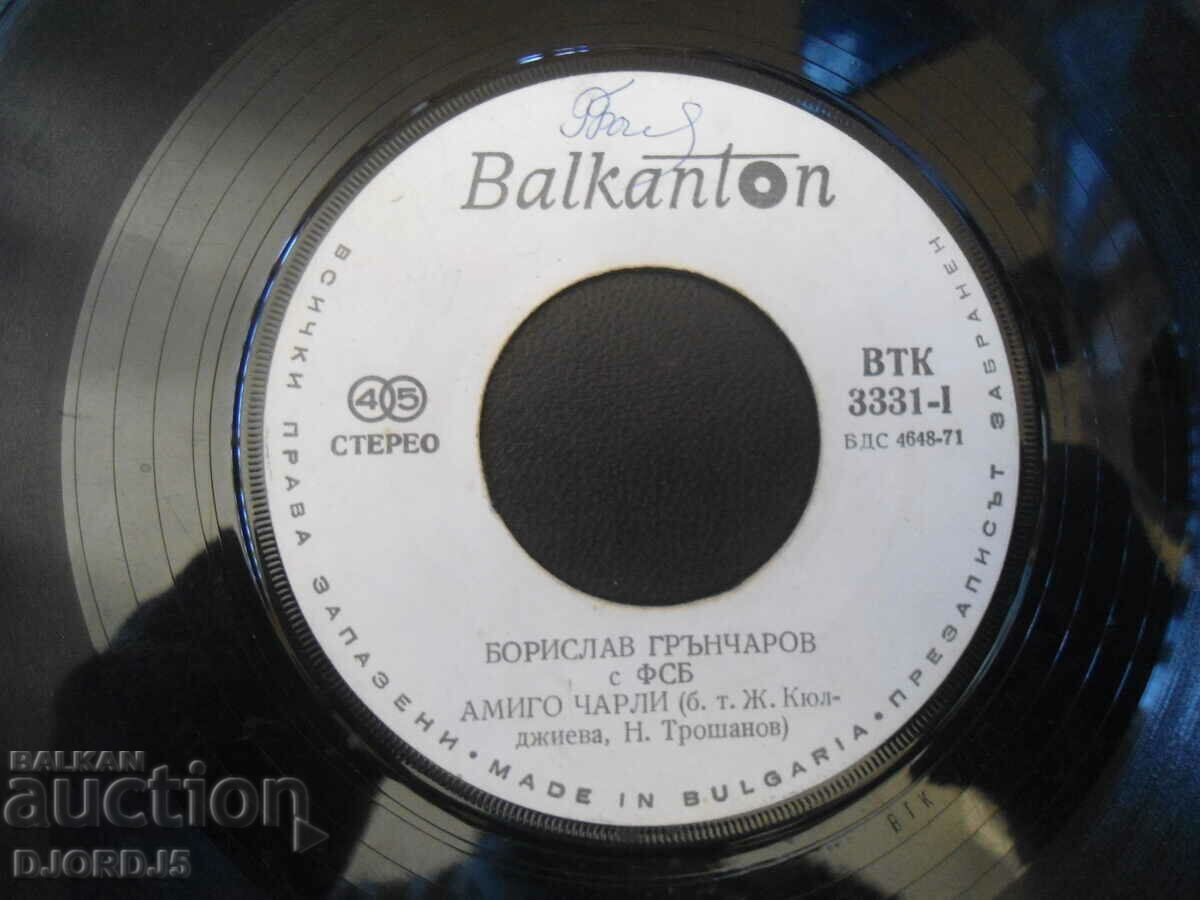 Balkanton
45
СТЕРЕО
ВТК
3331-I
БДС 4648-71
БОРИСЛАВ ГРЪНЧАРОВ
с ФСБ
АМИГО ЧАРЛИ (б. т. Ж. Кюл-
джиева, Н. Трошанов)
ВСИЧКИ ПРАВА ЗАПАЗЕНИ • MADE IN BULGARIA • ПРЕЗАПИСЪТ ЗАБРАНЕН
ВТК
BALKAN
auction
DJORDJ5